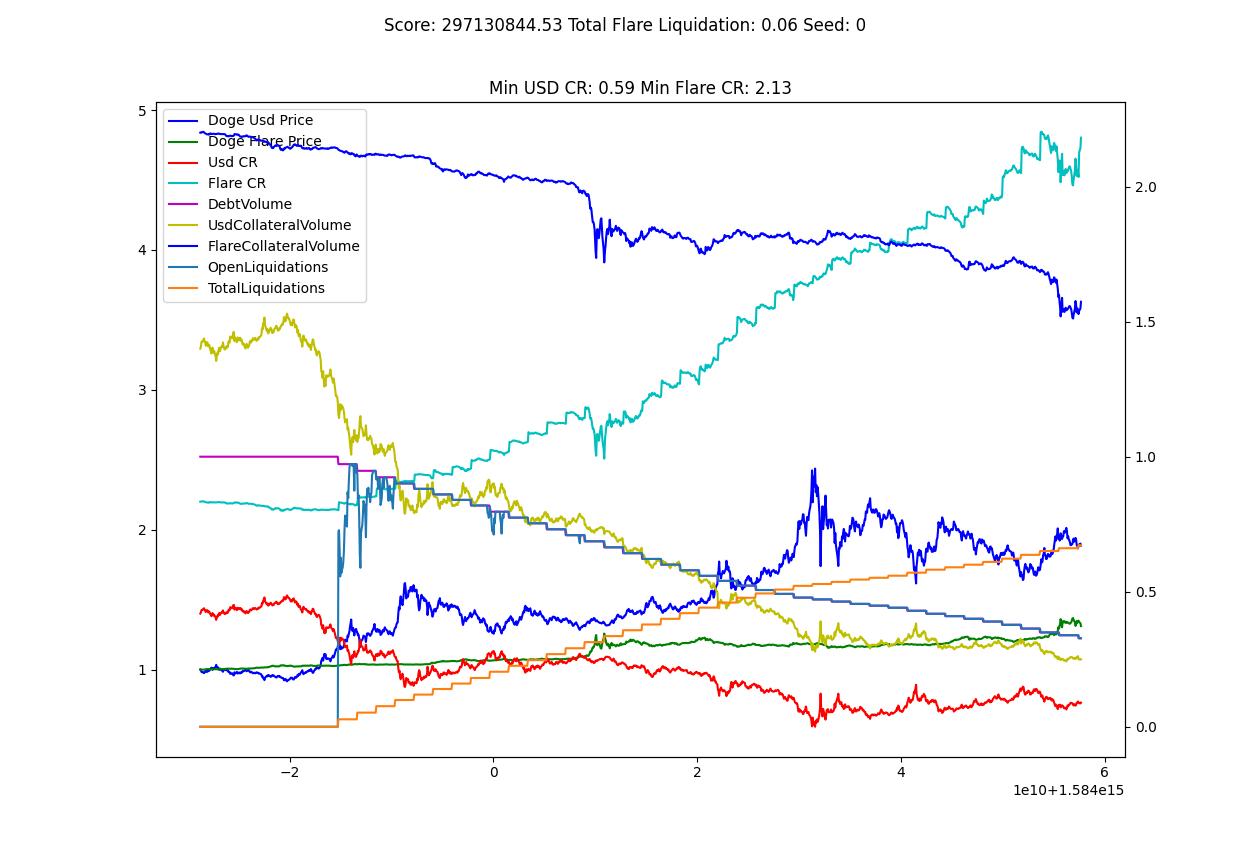 Score: 297130844.53 Total Flare Liquidation: 0.06 Seed: 0
Min USD CR: 0.59 Min Flare CR: 2.13
Doge Usd Price
Doge Flare Price
Usd CR
Flare CR
DebtVolume
UsdCollateralVolume
FlareCollateralVolume
OpenLiquidations
TotalLiquidations
5
4
3
2
1
2.0
1.5
1.0
0.5
0.0
−2 0 2 4 6
1e10+1.584e15